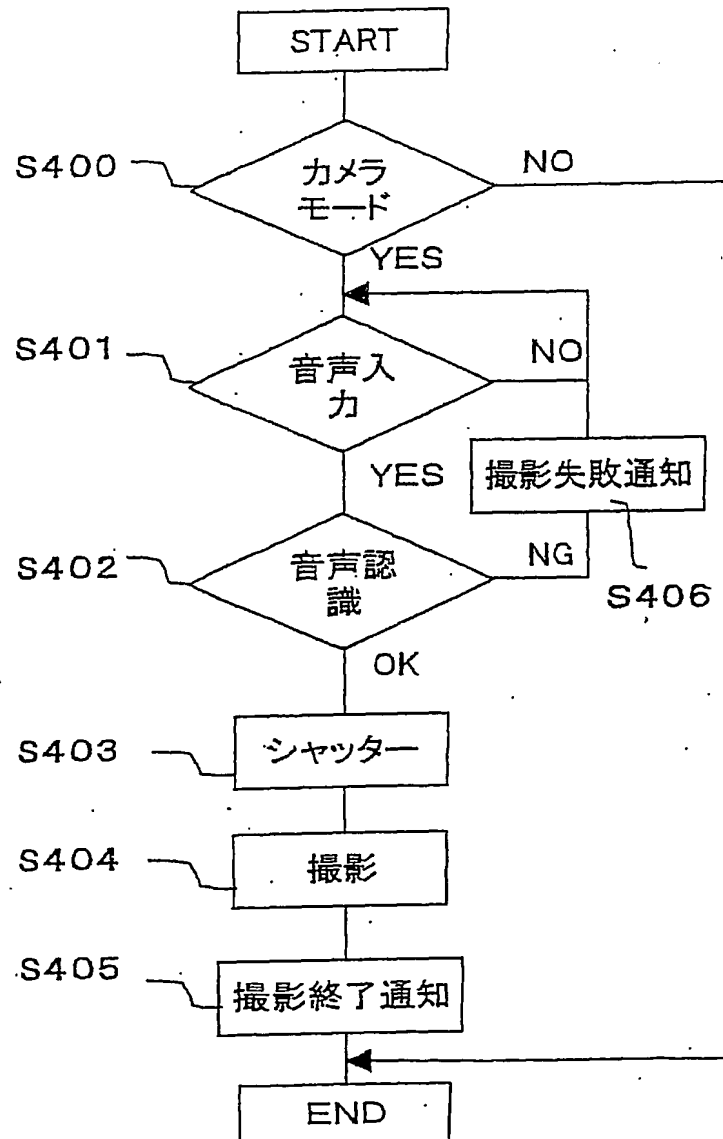 START
S400
カメラ
モード
NO
YES
S401
音声入
力
NO
YES
撮影失敗通知
S402
音声認
識
NG
S406
OK
S403
シャッター
S404
撮影
S405
撮影終了通知
END